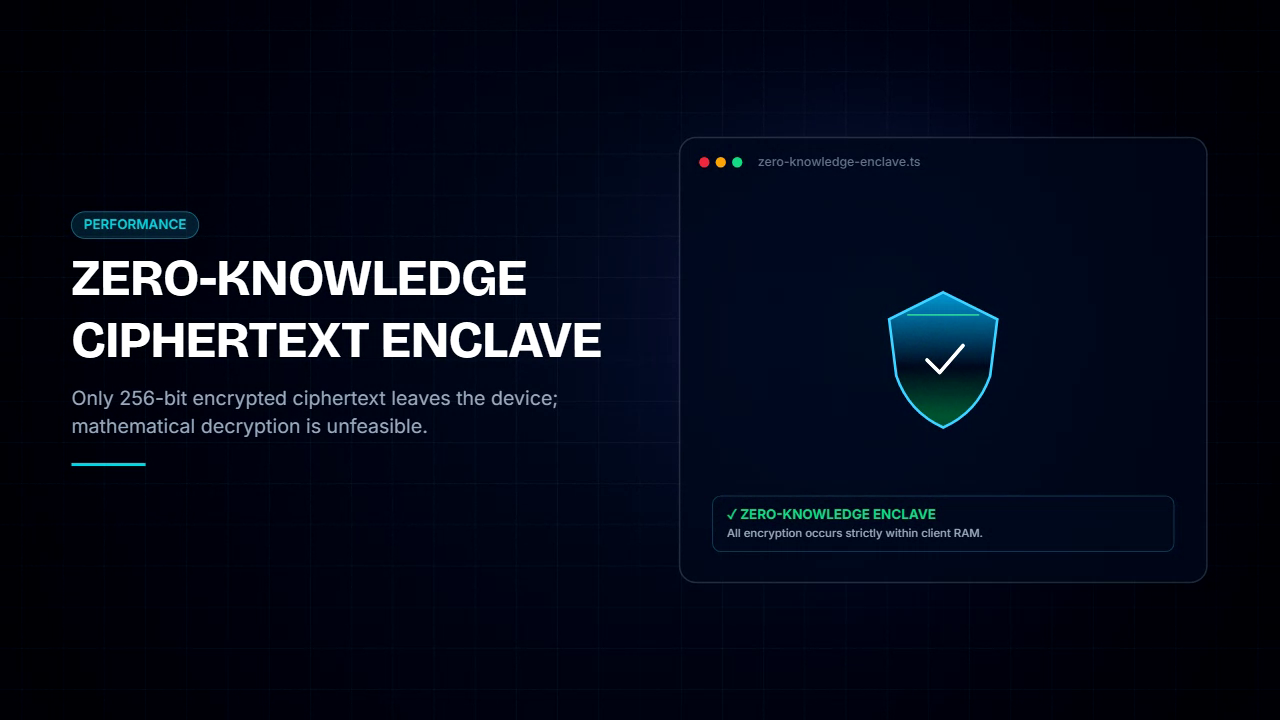 PERFORMANCE
ZERO-KNOWLEDGE
CIPHERTEXT ENCLAVE
Only 256-bit encrypted ciphertext leaves the device;
mathematical decryption is unfeasible.
zero-knowledge-enclave.ts
✓ ZERO-KNOWLEDGE ENCLAVE
All encryption occurs strictly within client RAM.